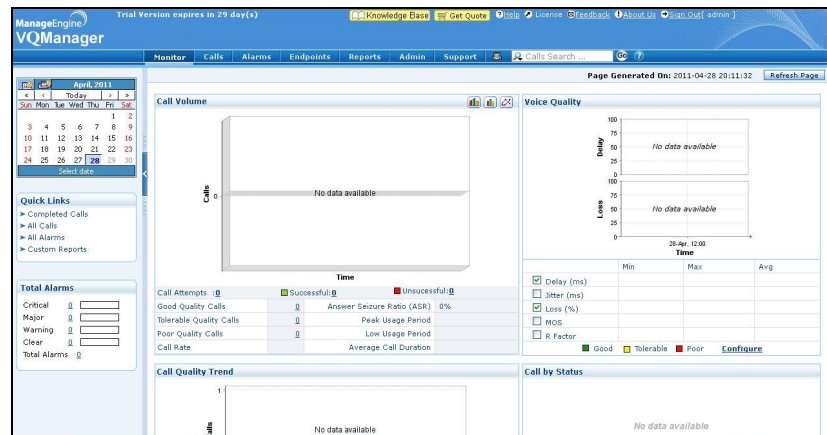 ManageEngine
VQManager
Trial Version expires in 29 day(s)
Knowledge Base Get Quote Help License Feedback About Us Sign Out[ admin ]
Monitor Calls Alarms Endpoints Reports Admin Support Calls Search ... Go ?
Page Generated On: 2011-04-28 20:11:32 Refresh Page
April, 2011
« ‹ Today › »
Sun Mon Tue Wed Thu Fri Sat
1 2
3 4 5 6 7 8 9
10 11 12 13 14 15 16
17 18 19 20 21 22 23
24 25 26 27 28 29 30
Select date
Quick Links
Completed Calls
All Calls
All Alarms
Custom Reports
Total Alarms
Critical 0
Major 0
Warning 0
Clear 0
Total Alarms 0
Call Volume
Calls
0
No data available
Time
Call Attempts :0 Successful:0 Unsucessful:0
Good Quality Calls 0 Answer Seizure Ratio (ASR) 0%
Tolerable Quality Calls 0 Peak Usage Period
Poor Quality Calls 0 Low Usage Period
Call Rate Average Call Duration
Voice Quality
Delay
100
75
50
25
0
No data available
Loss
100
75
50
25
0
No data available
28-Apr, 12:00
Time
Min Max Avg
Delay (ms)
Jitter (ms)
Loss (%)
MOS
R Factor
Good Tolerable Poor Configure
Call Quality Trend
1
Calls
No data available
Call by Status
No data available